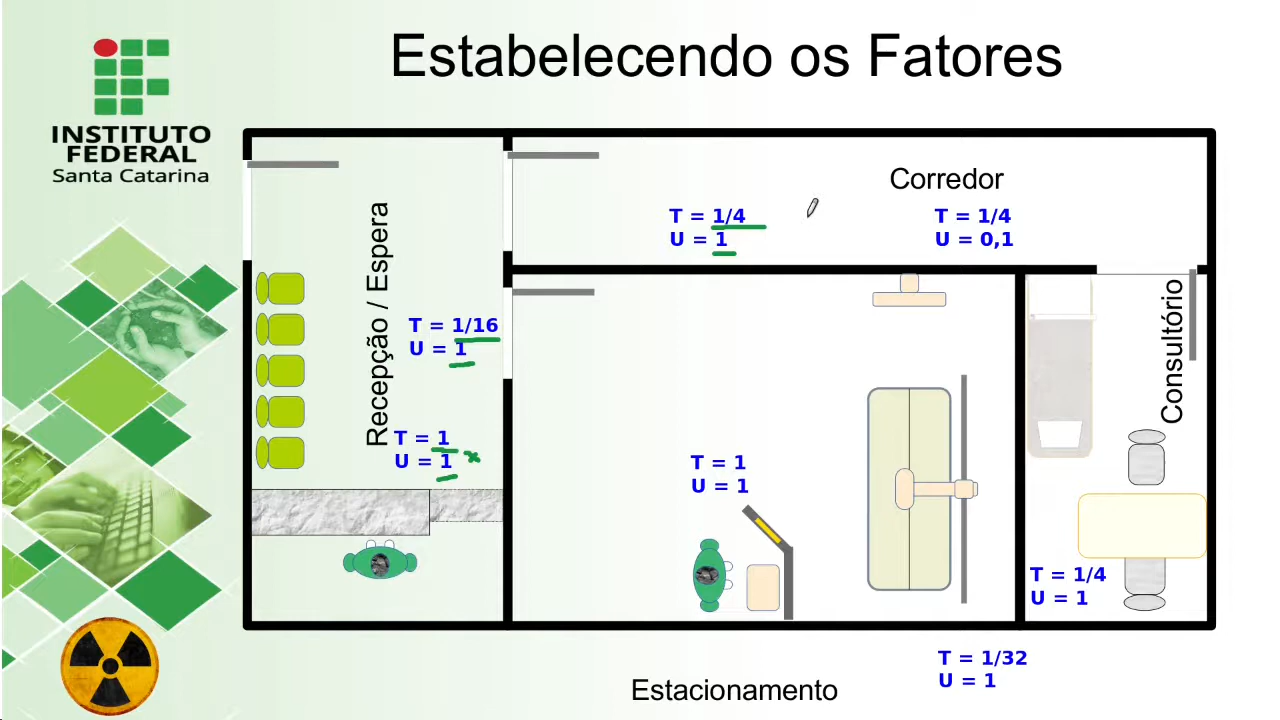 Estabelecendo os Fatores
INSTITUTO
FEDERAL
Santa Catarina
Corredor
T = 1/4
U = 1
T = 1/4
U = 0,1
Recepção / Espera
T = 1/16
U = 1
T = 1
U = 1
T = 1
U = 1
Consultório
T = 1/4
U = 1
T = 1/32
U = 1
Estacionamento